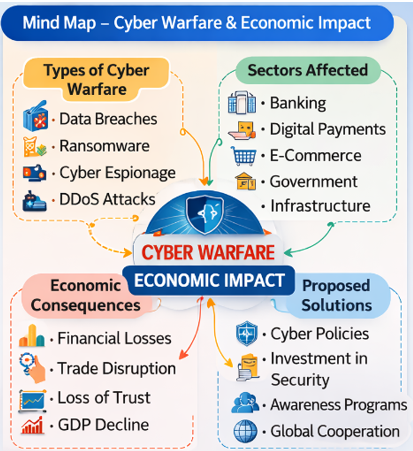 Mind Map – Cyber Warfare & Economic Impact
Types of Cyber
Warfare
• Data Breaches
• Ransomware
• Cyber Espionage
• DDoS Attacks
Sectors Affected
• Banking
• Digital Payments
• E-Commerce
• Government
• Infrastructure
CYBER WARFARE
ECONOMIC IMPACT
Economic
Consequences
• Financial Losses
• Trade Disruption
• Loss of Trust
• GDP Decline
Proposed
Solutions
• Cyber Policies
• Investment in
Security
• Awareness Programs
• Global Cooperation